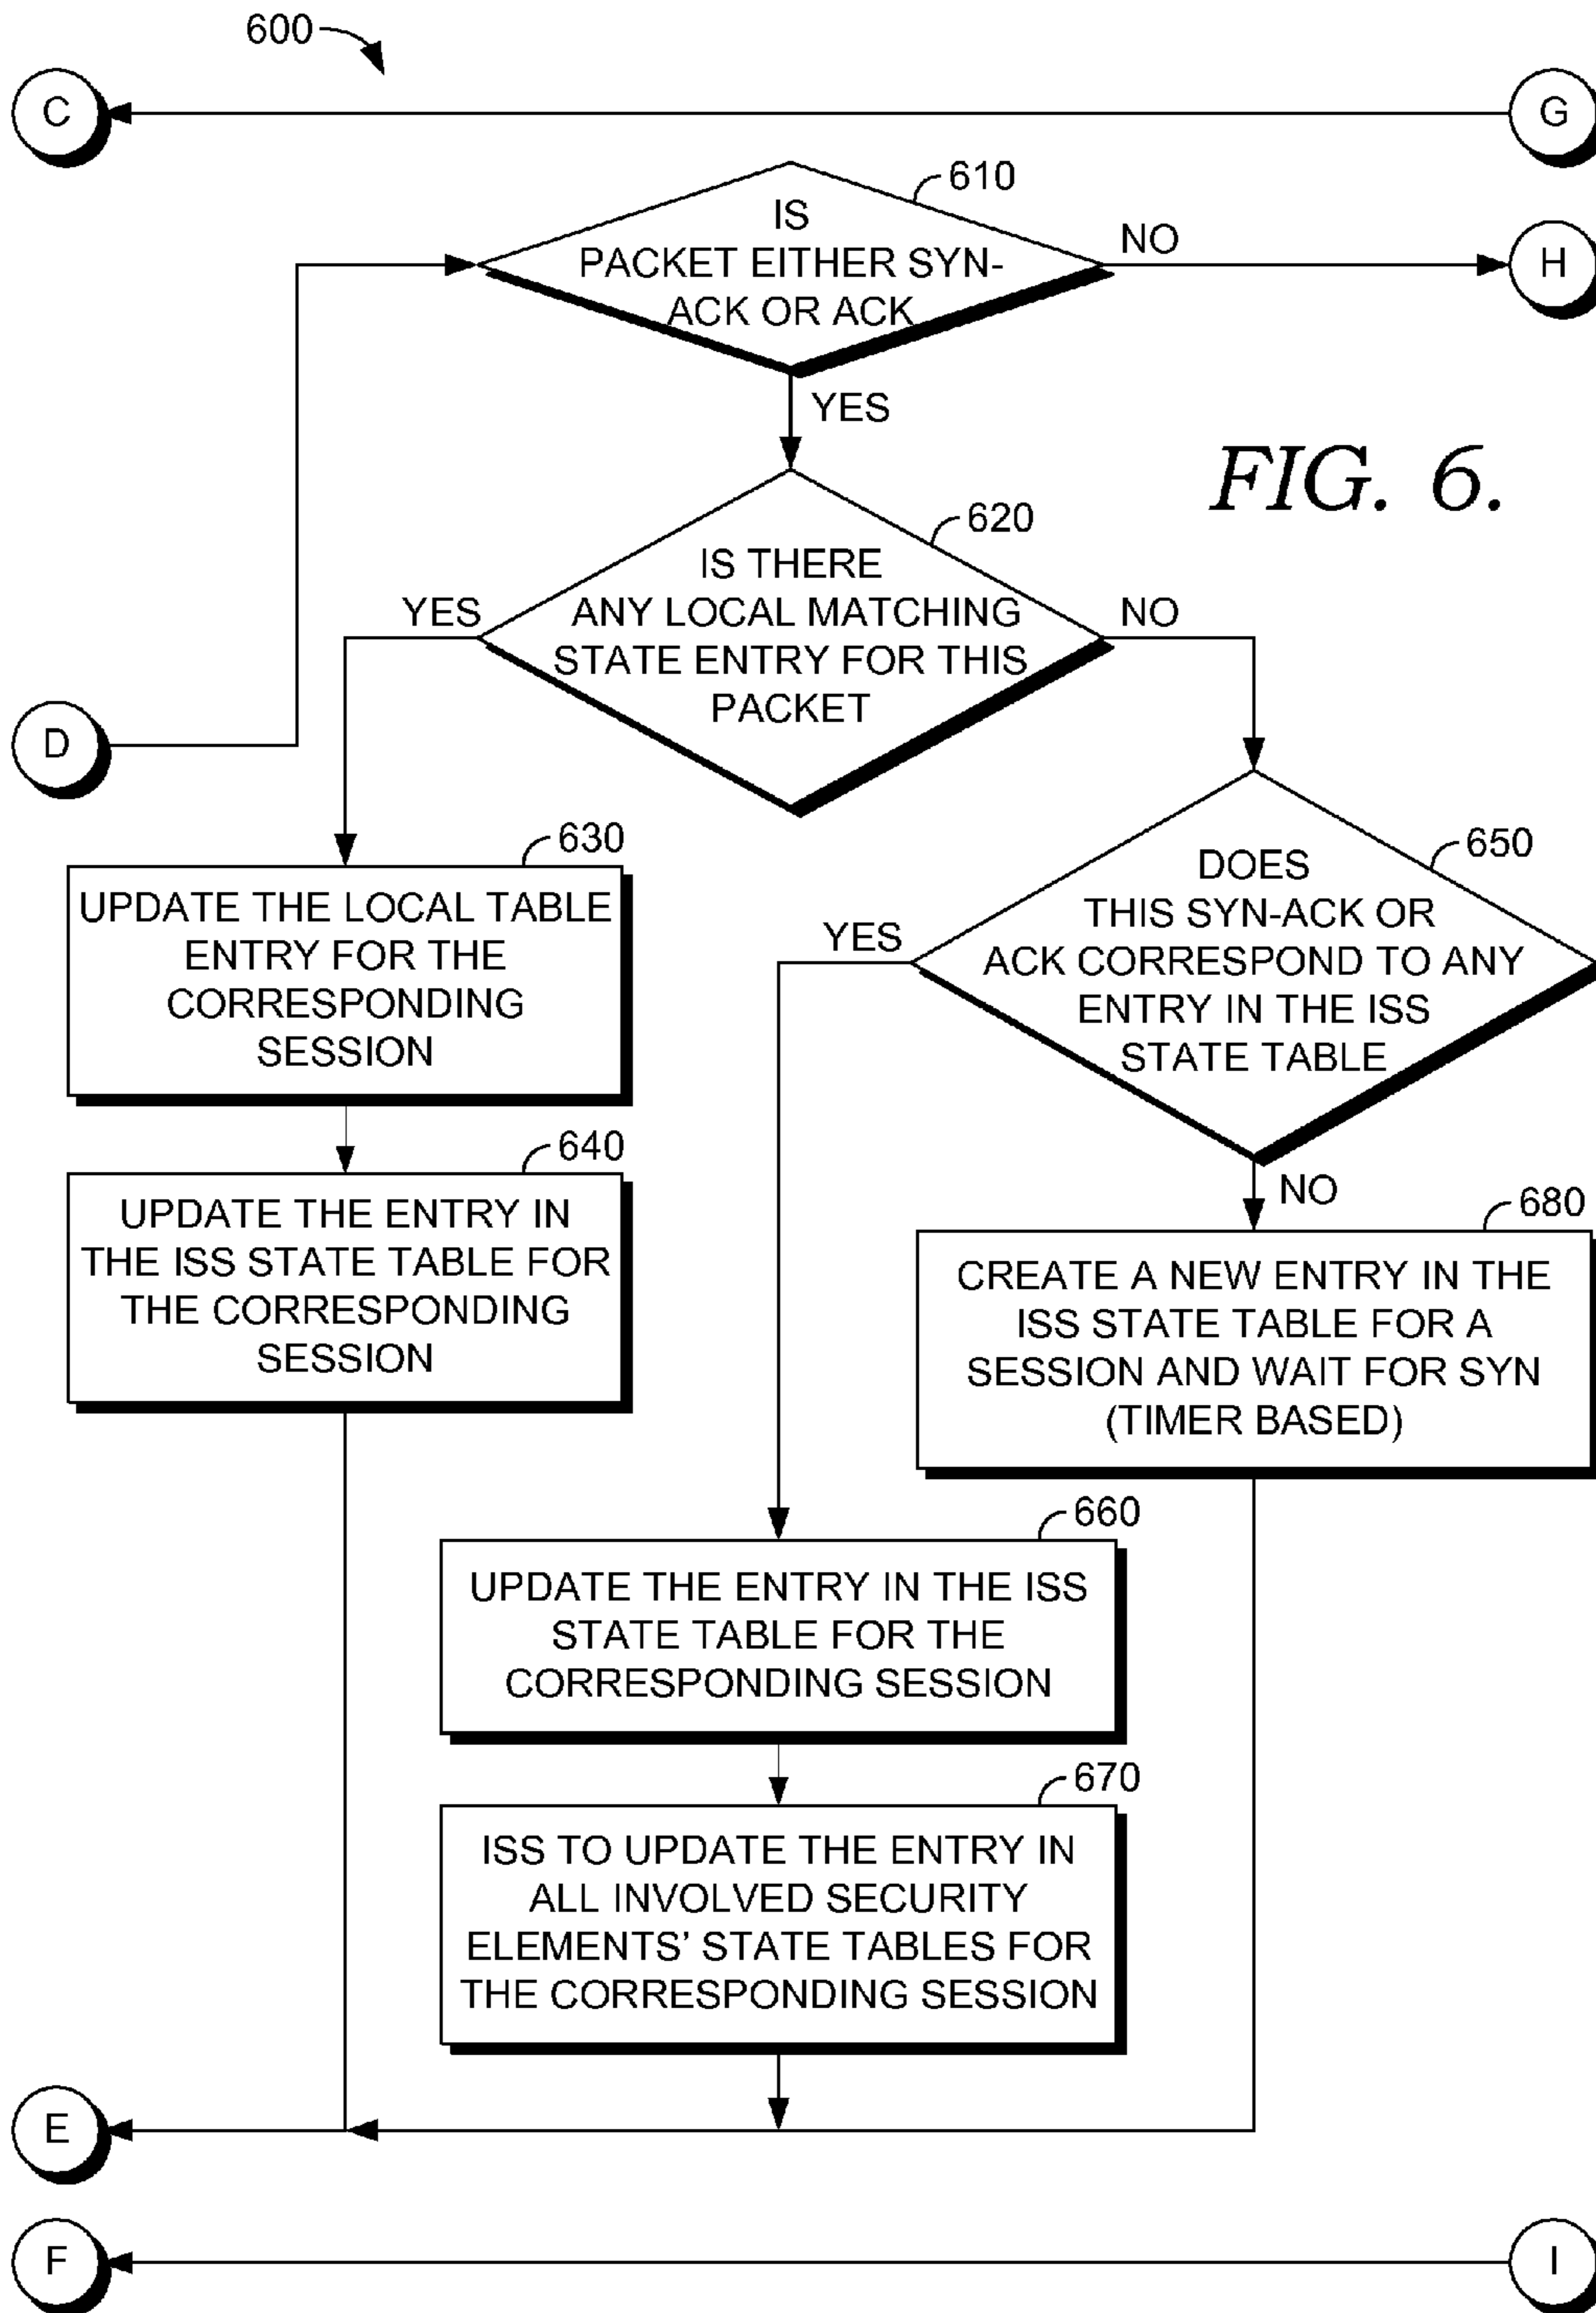 600
C
G
610
IS
PACKET EITHER SYN-
ACK OR ACK
NO
H
YES
FIG. 6.
620
IS THERE
ANY LOCAL MATCHING
STATE ENTRY FOR THIS
PACKET
YES
NO
D
630
UPDATE THE LOCAL TABLE
ENTRY FOR THE
CORRESPONDING
SESSION
650
DOES
THIS SYN-ACK OR
ACK CORRESPOND TO ANY
ENTRY IN THE ISS
STATE TABLE
YES
NO
640
UPDATE THE ENTRY IN
THE ISS STATE TABLE FOR
THE CORRESPONDING
SESSION
680
CREATE A NEW ENTRY IN THE
ISS STATE TABLE FOR A
SESSION AND WAIT FOR SYN
(TIMER BASED)
660
UPDATE THE ENTRY IN THE ISS
STATE TABLE FOR THE
CORRESPONDING SESSION
670
ISS TO UPDATE THE ENTRY IN
ALL INVOLVED SECURITY
ELEMENTS’ STATE TABLES FOR
THE CORRESPONDING SESSION
E
F
I